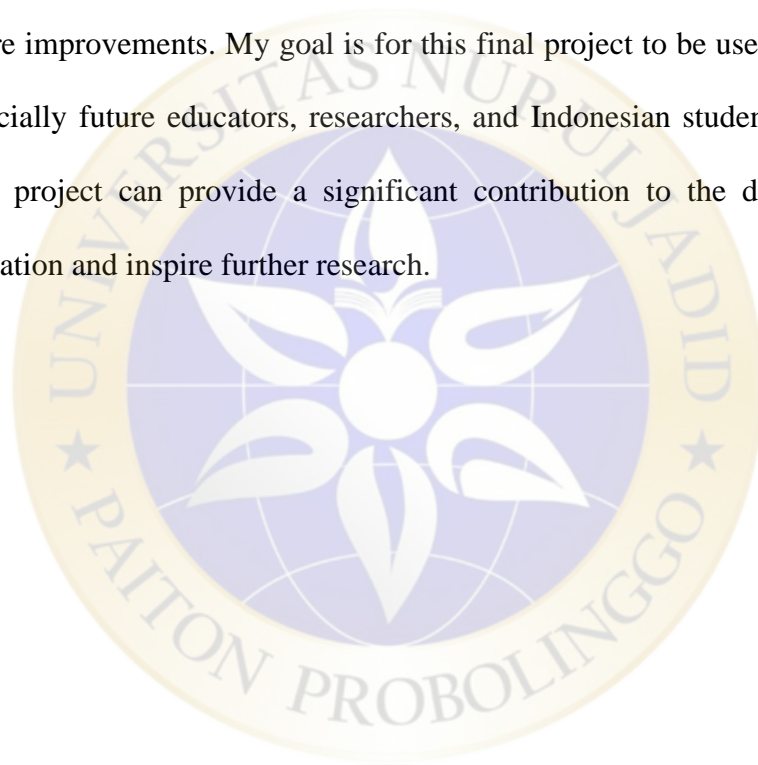 re improvements. My goal is for this final project to be use
cially future educators, researchers, and Indonesian studen
project can provide a significant contribution to the d
ation and inspire further research.
UNIVERSITAS NURUL JADID
★ PAITON PROBOLINGGO ★